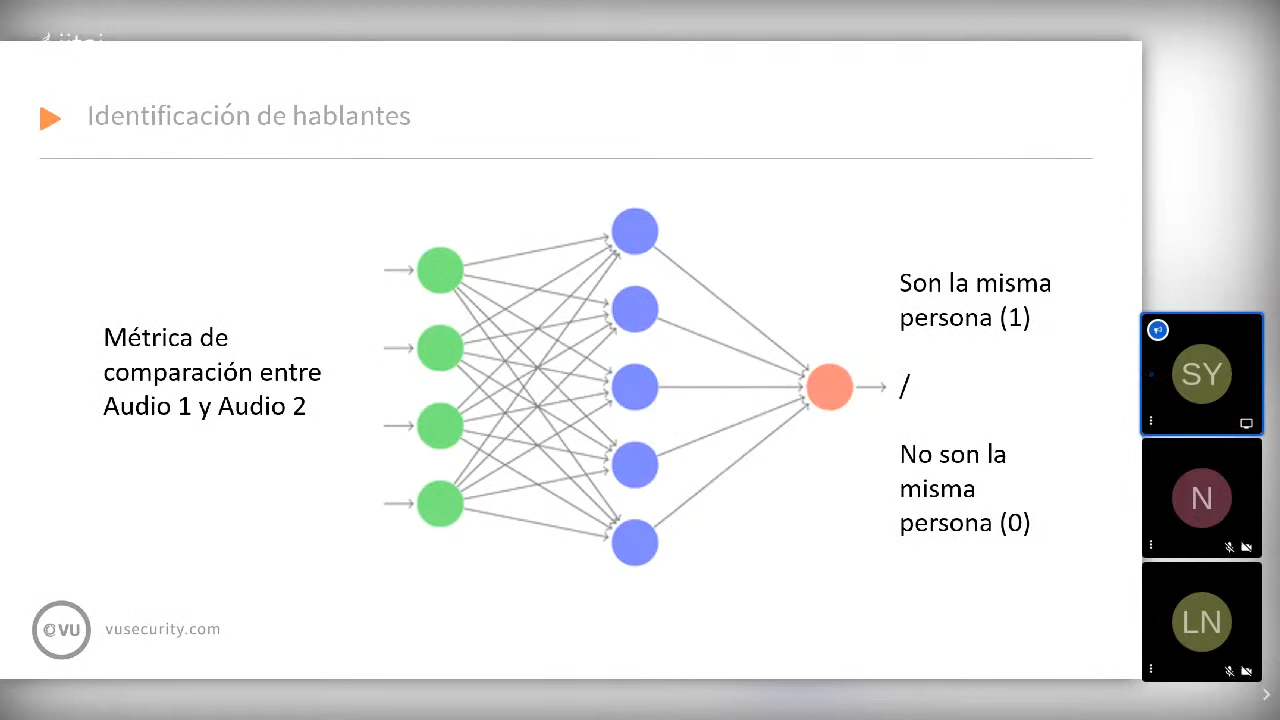 Identificación de hablantes
Métrica de
comparación entre
Audio 1 y Audio 2
Son la misma
persona (1)
/
No son la
misma
persona (0)
VU
vusecurity.com
SY
N
LN